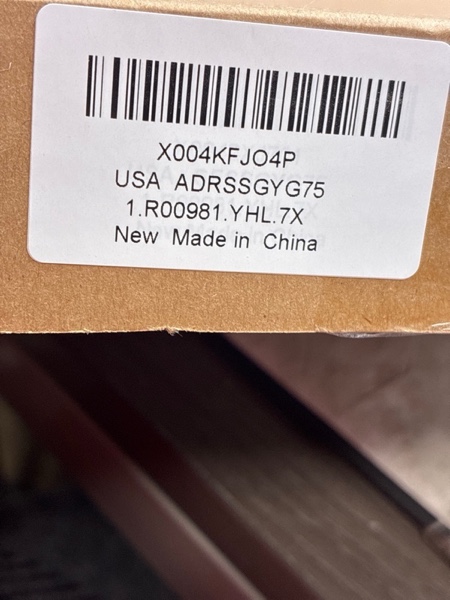 X004KFJO4P
USA ADRSSGYG75
1.R00981.YHL.7X
New Made in China